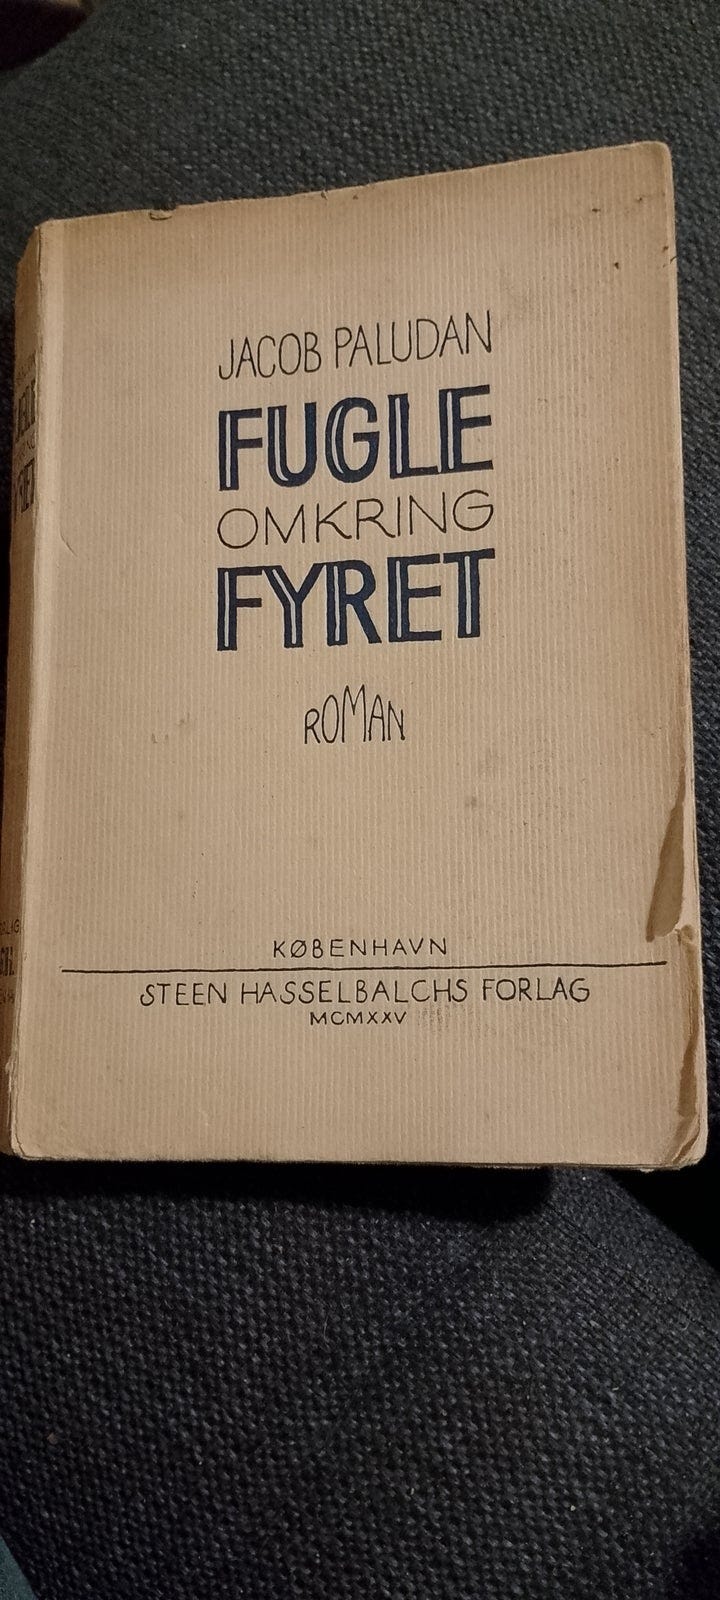 JACOB PALUDAN
FUGLE
OMKRING
FYRET
ROMAN
KØBENHAVN
STEEN HASSELBALCHS FORLAG
MCMXXV